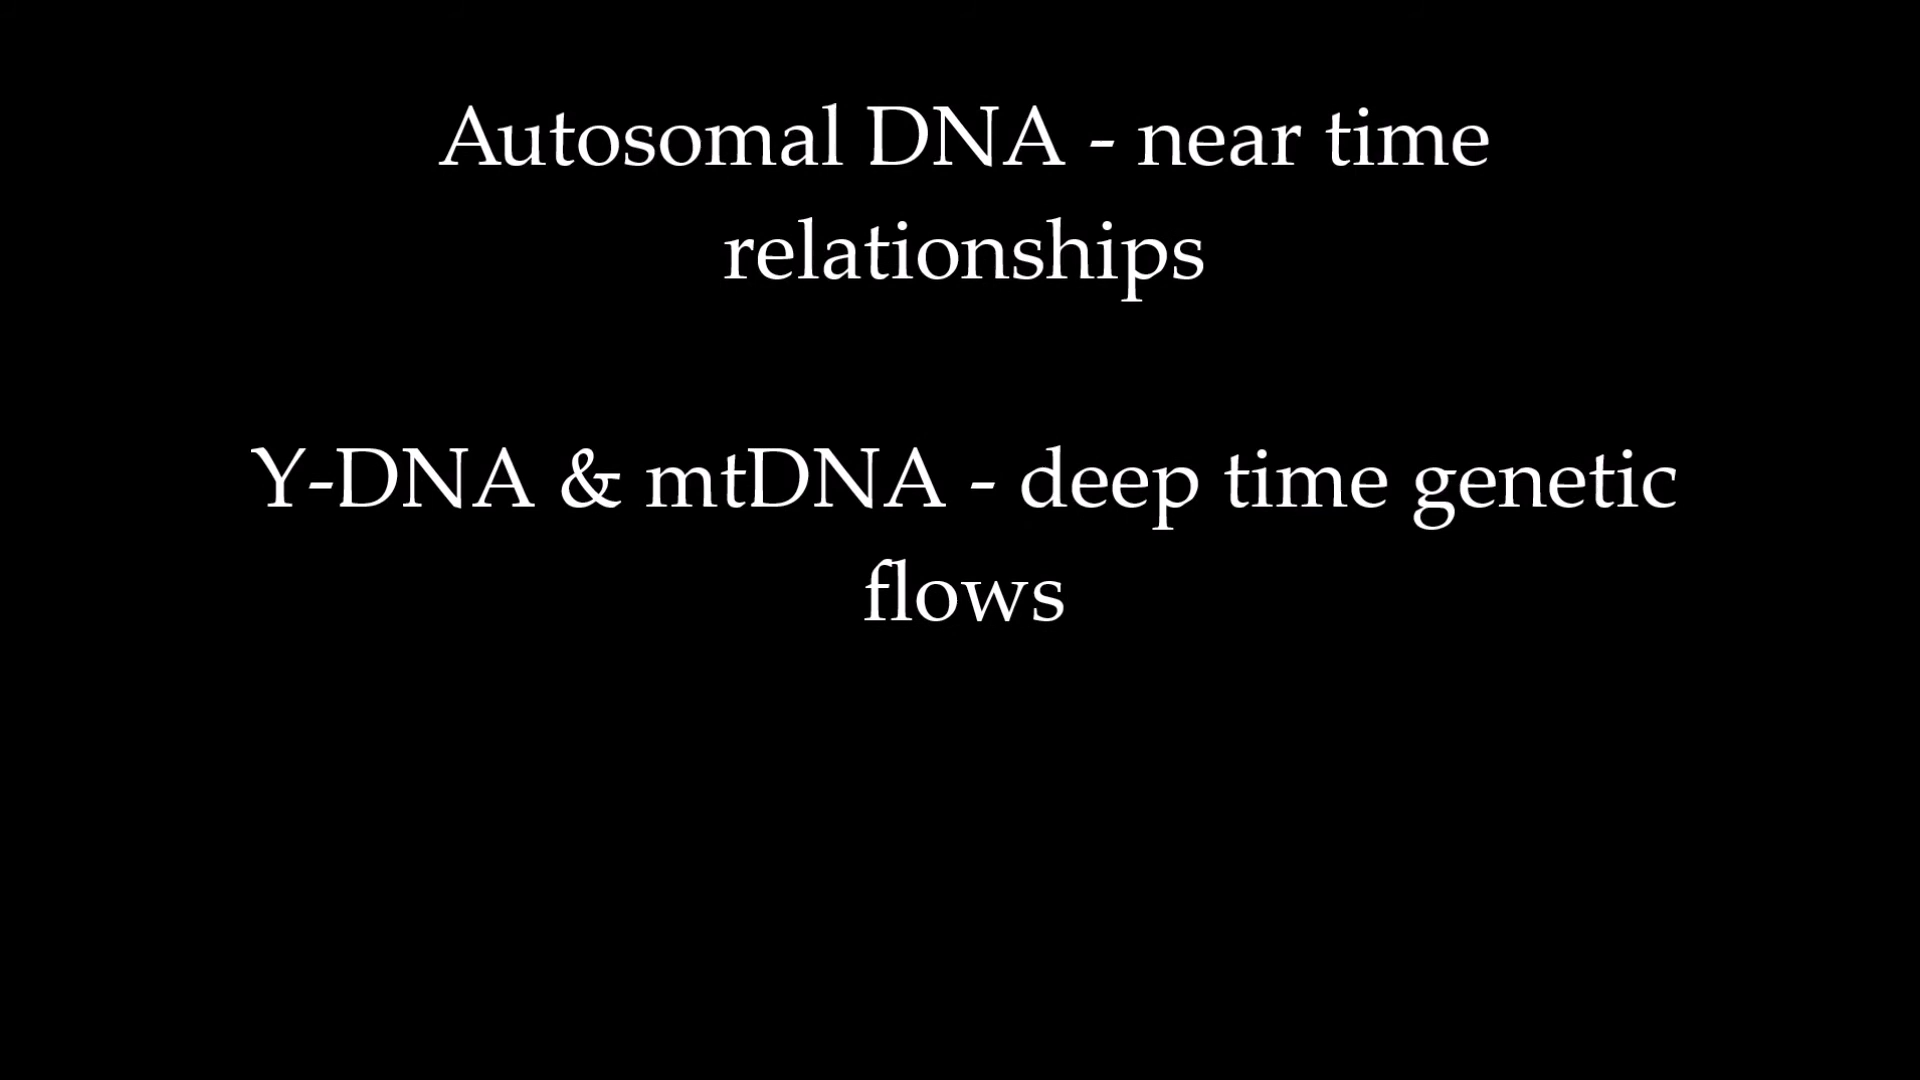 Autosomal DNA - near time
relationships
Y-DNA & mtDNA - deep time genetic
flows